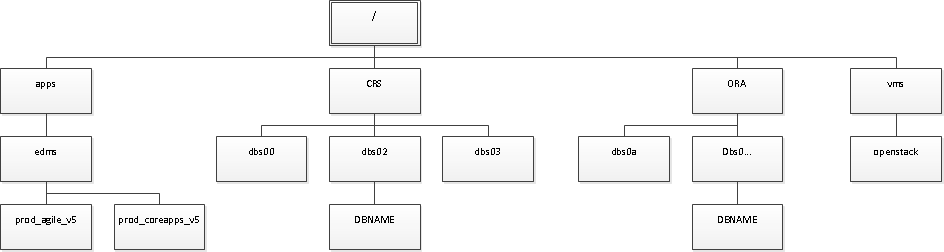 /
apps
CRS
ORA
vms
edms
dbs00
dbs02
dbs03
dbs0a
Dbs0...
openstack
prod_agile_v5
prod_coreapps_v5
DBNAME
DBNAME